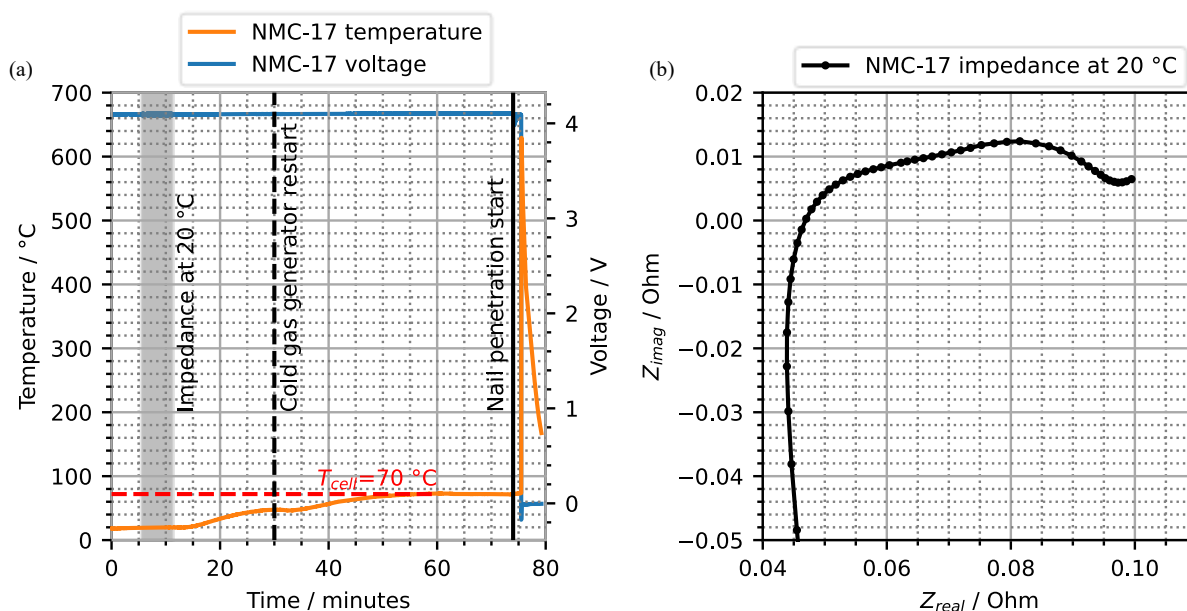 (a)
NMC-17 temperature
NMC-17 voltage
700
600
500
400
300
200
100
0
Temperature / °C
0
20
40
60
80
Time / minutes
4
3
2
1
0
Voltage / V
Impedance at 20 °C
Cold gas generator restart
Nail penetration start
T_cell=70 °C
(b)
NMC-17 impedance at 20 °C
0.02
0.01
0.00
−0.01
−0.02
−0.03
−0.04
−0.05
Z_imag / Ohm
0.04
0.06
0.08
0.10
Z_real / Ohm